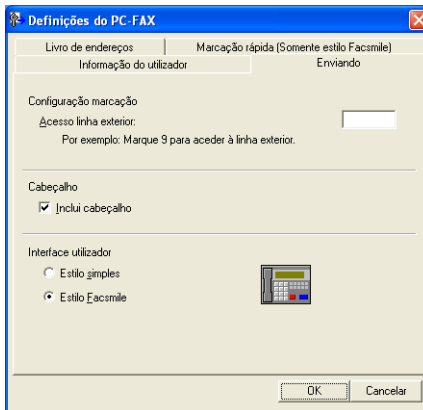 Definições do PC-FAX
Livro de endereços
Marcação rápida (Somente estilo Facsmile)
Informação do utilizador
Enviando
Configuração marcação
Acesso linha exterior:
Por exemplo: Marque 9 para aceder à linha exterior.
Cabeçalho
Inclui cabeçalho
Interface utilizador
Estilo simples
Estilo Facsmile
OK
Cancelar